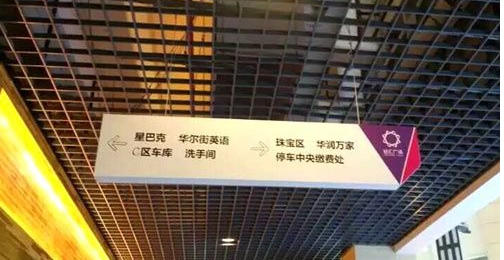 星巴克 华尔街英语
C区车库 洗手间
珠宝区 华润万家
停车中央缴费处